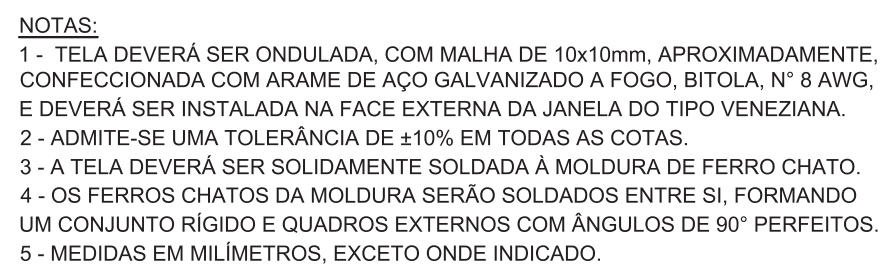 NOTAS:
1 - TELA DEVERÁ SER ONDULADA, COM MALHA DE 10x10mm, APROXIMADAMENTE,
CONFECCIONADA COM ARAME DE AÇO GALVANIZADO A FOGO, BITOLA, N° 8 AWG,
E DEVERÁ SER INSTALADA NA FACE EXTERNA DA JANELA DO TIPO VENEZIANA.
2 - ADMITE-SE UMA TOLERÂNCIA DE ±10% EM TODAS AS COTAS.
3 - A TELA DEVERÁ SER SOLIDAMENTE SOLDADA À MOLDURA DE FERRO CHATO.
4 - OS FERROS CHATOS DA MOLDURA SERÃO SOLDADOS ENTRE SI, FORMANDO
UM CONJUNTO RÍGIDO E QUADROS EXTERNOS COM ÂNGULOS DE 90° PERFEITOS.
5 - MEDIDAS EM MILÍMETROS, EXCETO ONDE INDICADO.